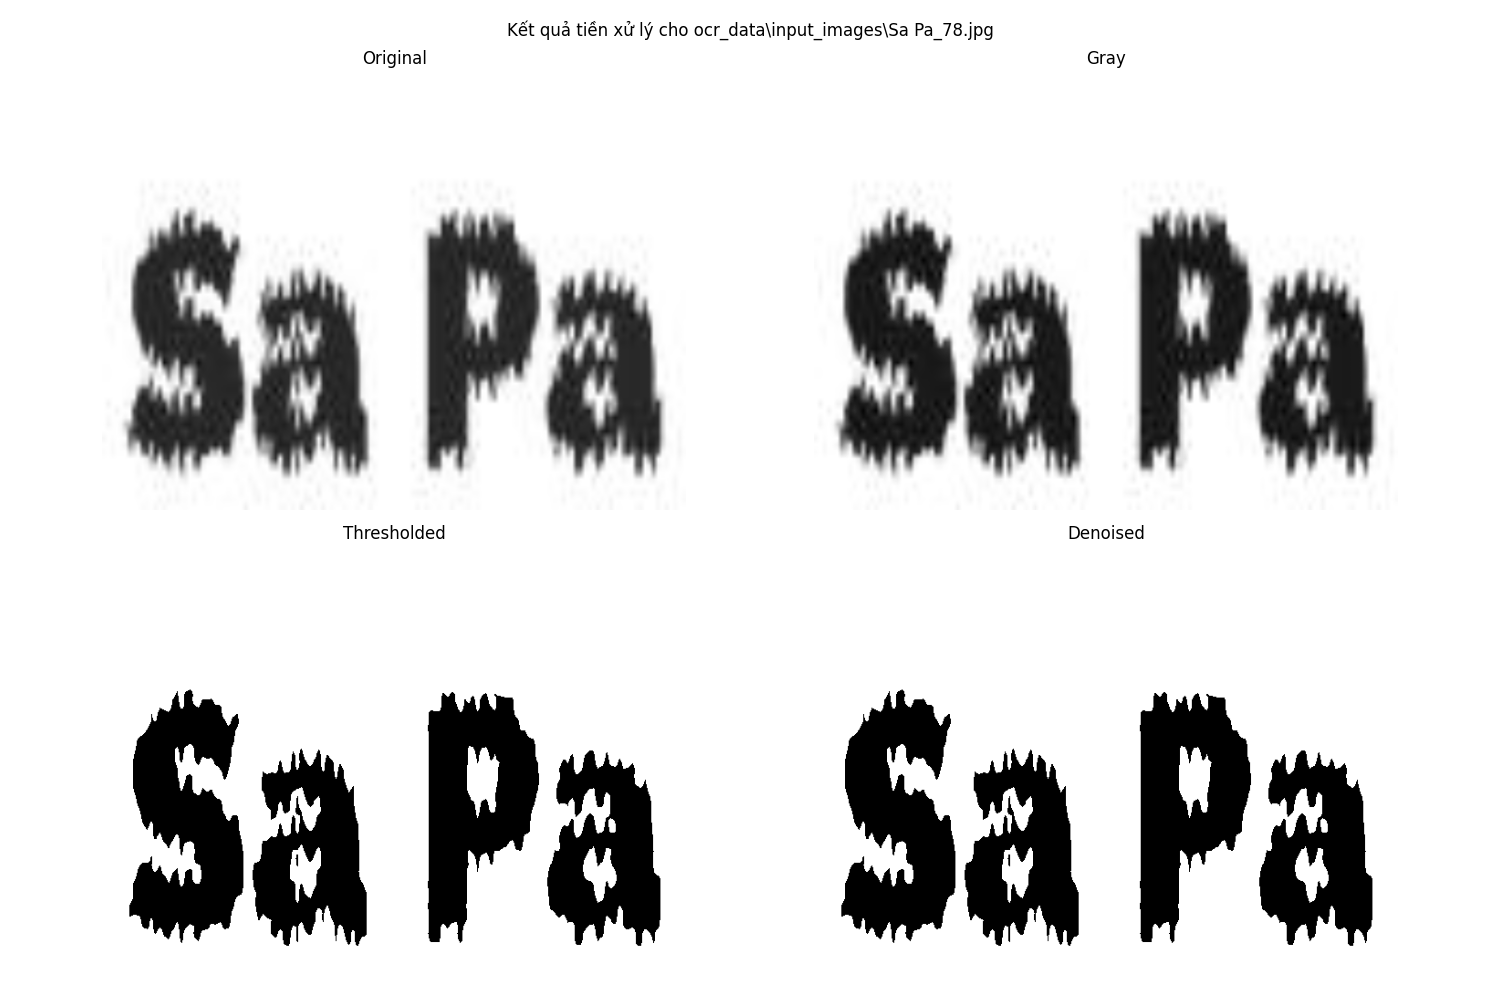 Kết quả tiền xử lý cho ocr_data\input_images\Sa Pa_78.jpg
Original
Gray
Sa Pa
Sa Pa
Thresholded
Denoised
Sa Pa
Sa Pa